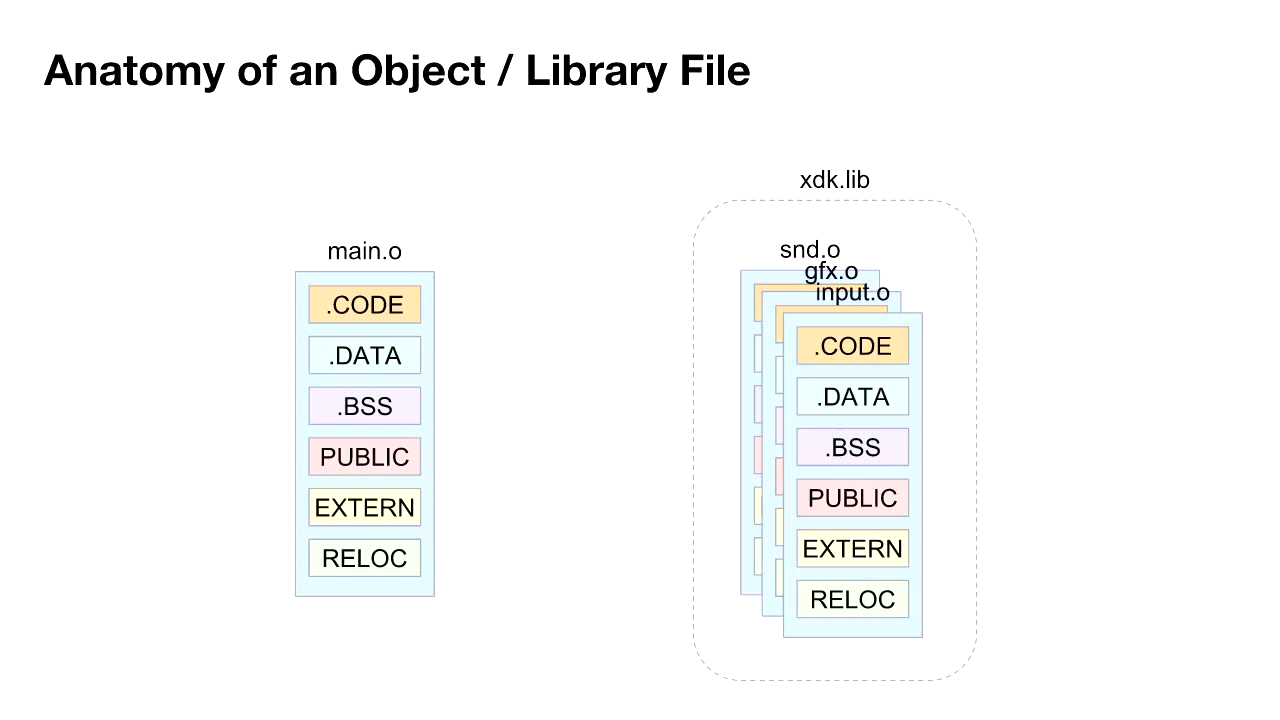 Anatomy of an Object / Library File
main.o
.CODE
.DATA
.BSS
PUBLIC
EXTERN
RELOC
xdk.lib
snd.o
gfx.o
input.o
.CODE
.DATA
.BSS
PUBLIC
EXTERN
RELOC